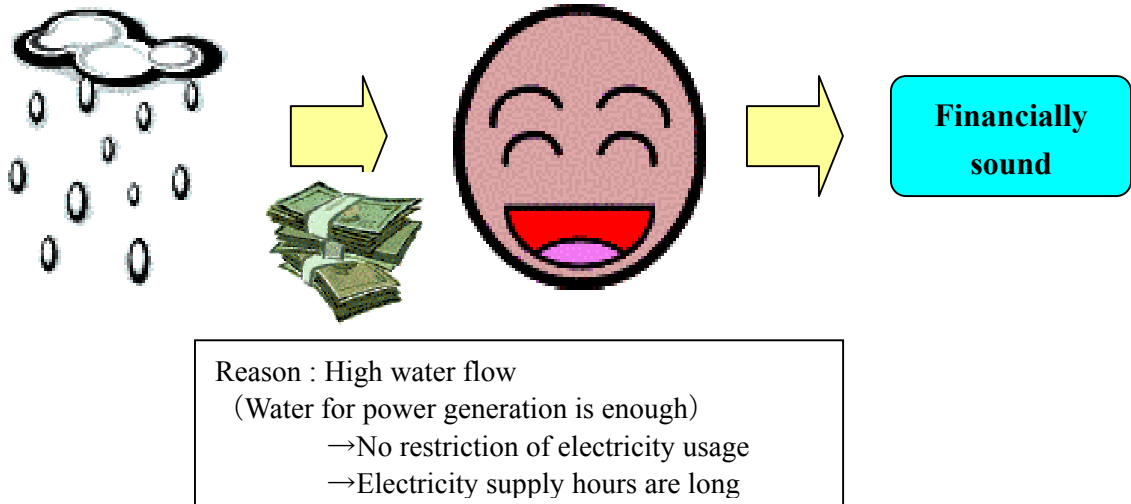 Financially
sound
Reason : High water flow
（Water for power generation is enough）
→No restriction of electricity usage
→Electricity supply hours are long